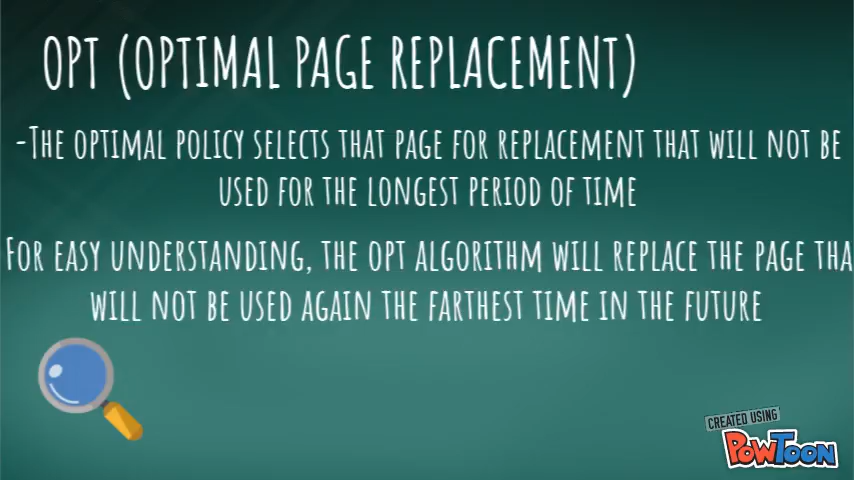 OPT (OPTIMAL PAGE REPLACEMENT)
-THE OPTIMAL POLICY SELECTS THAT PAGE FOR REPLACEMENT THAT WILL NOT BE
USED FOR THE LONGEST PERIOD OF TIME
FOR EASY UNDERSTANDING, THE OPT ALGORITHM WILL REPLACE THE PAGE THA
WILL NOT BE USED AGAIN THE FARTHEST TIME IN THE FUTURE
CREATED USING
POWTOON